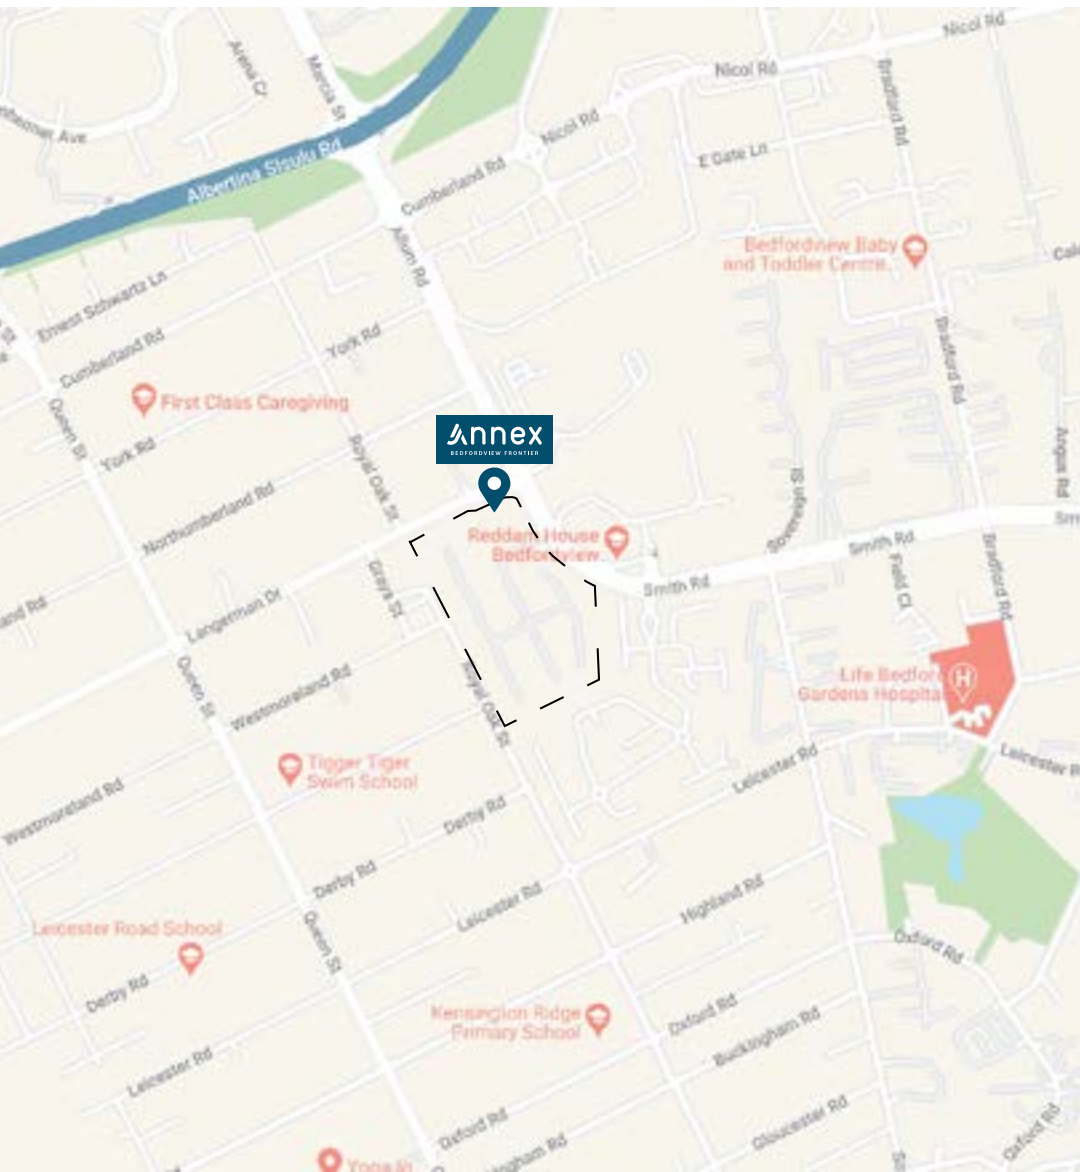 Nicol Rd
Arena Cr
Marcia St
Nicol Rd
Bradford Rd
Nicol Rd
Albertina Sisulu Rd
E Gate Ln
Cumberland Rd
Allum Rd
Bedfordview Baby
and Toddler Centre.
Ernest Schwartz Ln
Cumberland Rd
York Rd
Bradford Rd
First Class Caregiving
Queen St
York Rd
Royal Oak St
Annex
BEDFORDVIEW FRONTIER
Angus Rd
Northumberland Rd
Reddam House
Bedfordview
Smith Rd
Field Cl
Bradford Rd
Smith Rd
Grays St
Langerman Dr
Queen St
Westmoreland Rd
Royal Oak St
Life Bedford
Gardens Hospital
H
Tigger Tiger
Swim School
Leicester Rd
Leicester R
Westmoreland Rd
Derby Rd
Derby Rd
Leicester Rd
Highland Rd
Leicester Road School
Queen St
Oxford Rd
Derby Rd
Kensington Ridge
Primary School
Oxford Rd
Buckingham Rd
Leicester Rd
Oxford Rd
Gloucester Rd
Oxford Rd